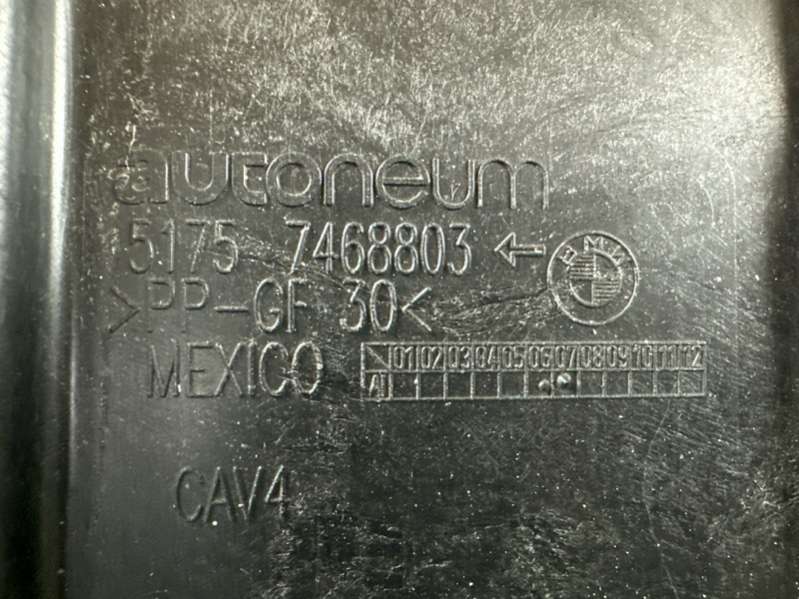 autoneum
5175 7468803 ← BMW
>PP-GF 30<
MEXICO 01 02 03 04 05 06 07 08 09 10 11 12
CAV4